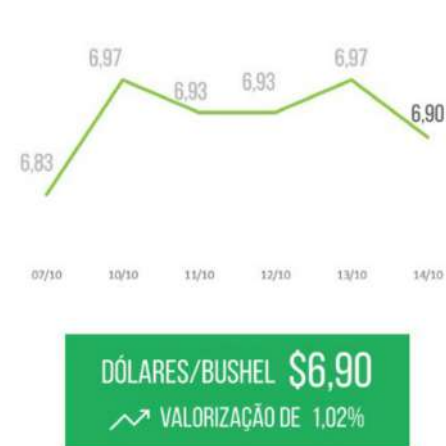 6,97 6,97
6,93 6,93
6,90
6,83
07/10 10/10 11/10 12/10 13/10 14/10
DÓLARES/BUSHEL $6,90
VALORIZAÇÃO DE 1,02%